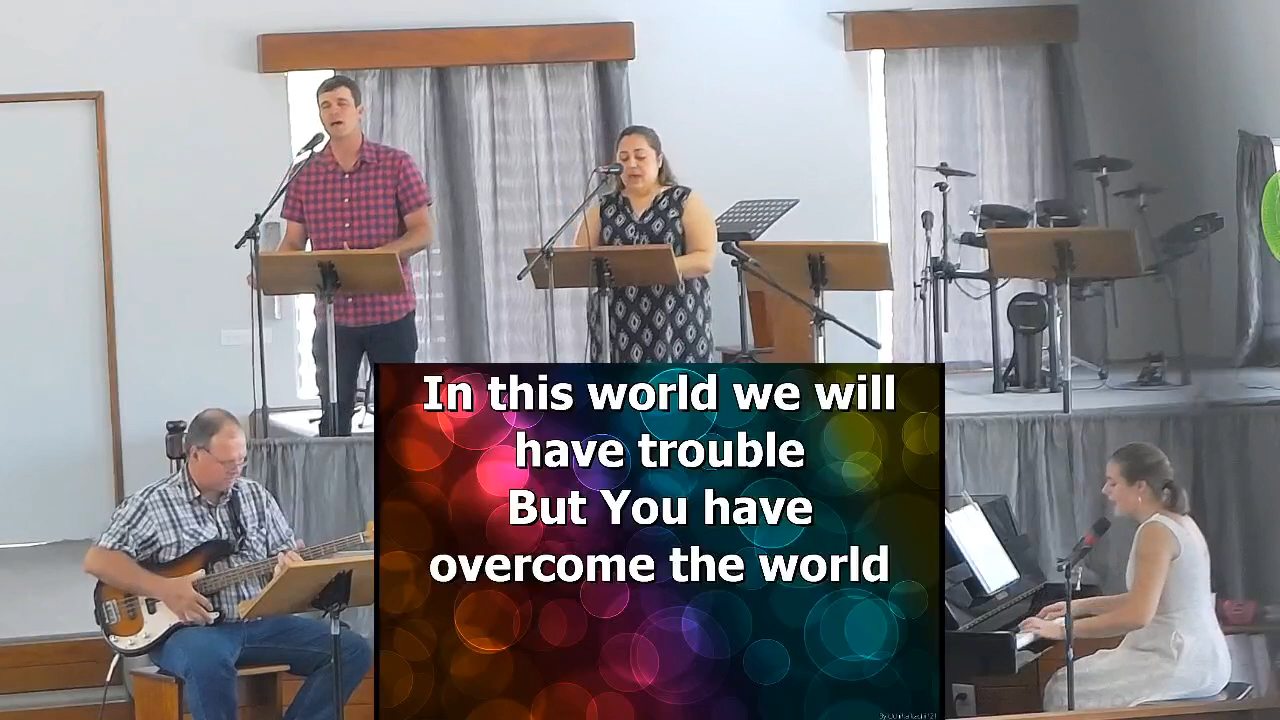 In this world we will
have trouble
But You have
overcome the world